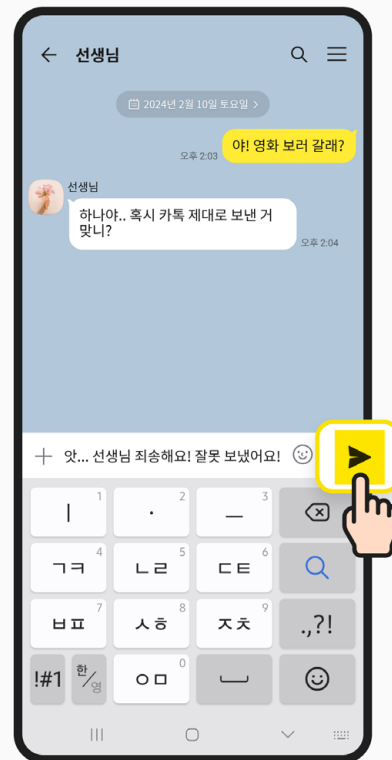 선생님
2024년 2월 10일 토요일 >
야! 영화 보러 갈래?
오후 2:03
선생님
하나야.. 혹시 카톡 제대로 보낸 거
맞니?
오후 2:04
앗... 선생님 죄송해요! 잘못 보냈어요!
ㅣ 1 · 2 ㅡ 3
ㄱㅋ 4 ㄴㄹ 5 ㄷㅌ 6
ㅂㅍ 7 ㅅㅎ 8 ㅈㅊ 9 .,?!
!#1 한/영 ㅇㅁ 0